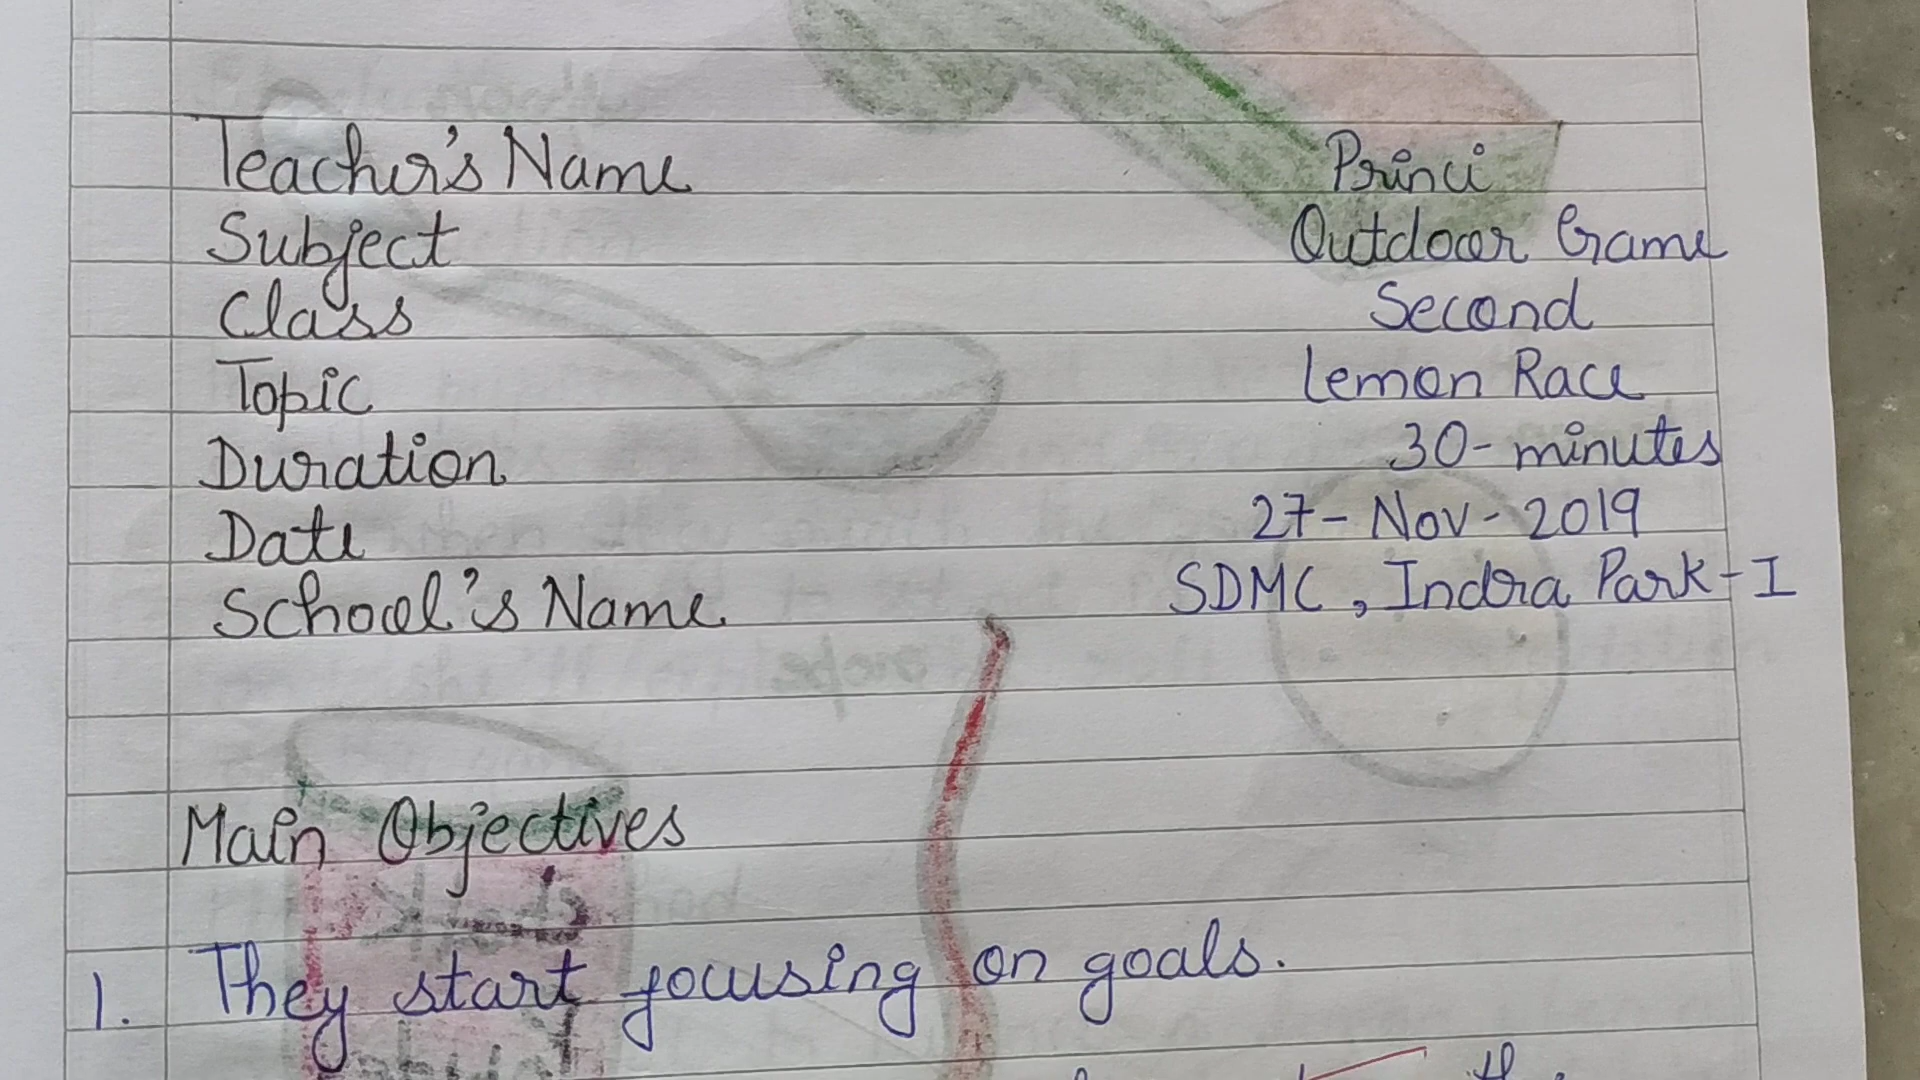 Teacher's Name Princi
Subject Outdoor Game
Class Second
Topic Lemon Race
Duration 30-minutes
Date 27-Nov-2019
School's Name SDMC, Indra Park-I
Main Objectives
1. They start focusing on goals.